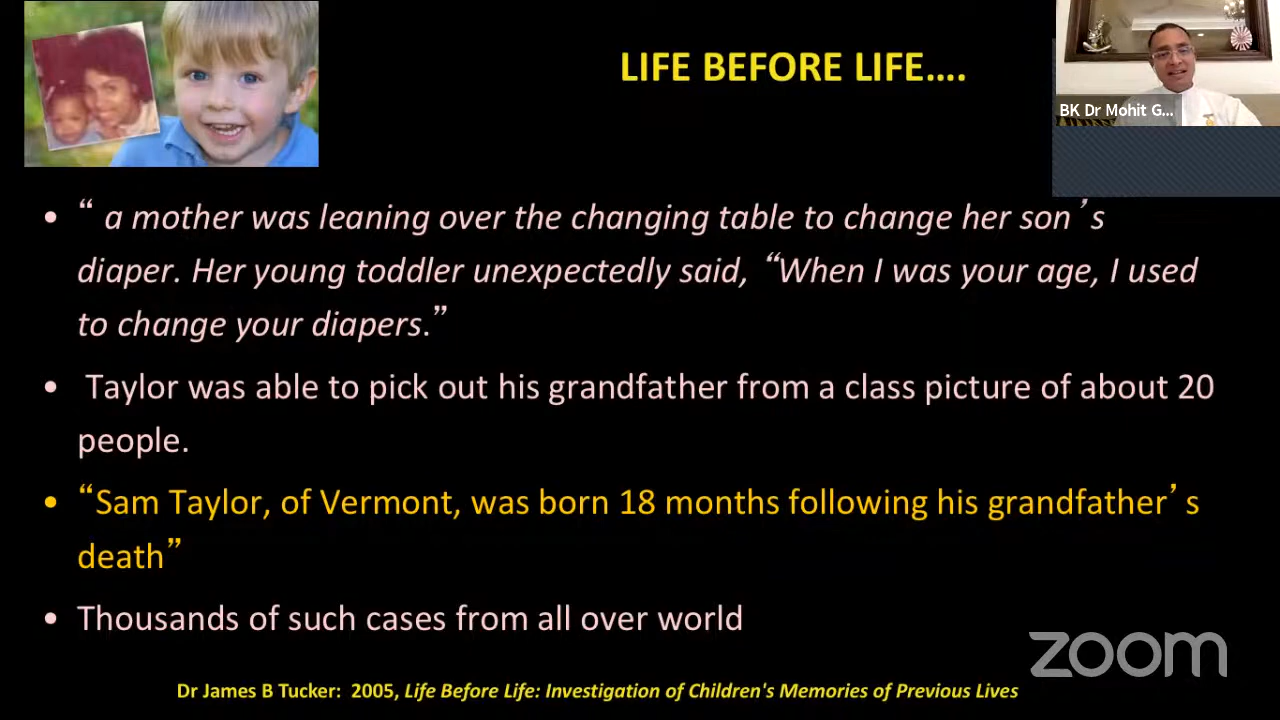 LIFE BEFORE LIFE....
BK Dr Mohit G...
• “ a mother was leaning over the changing table to change her son’s
diaper. Her young toddler unexpectedly said, “When I was your age, I used
to change your diapers.”
• Taylor was able to pick out his grandfather from a class picture of about 20
people.
• “Sam Taylor, of Vermont, was born 18 months following his grandfather’s
death”
• Thousands of such cases from all over world
zoom
Dr James B Tucker: 2005, Life Before Life: Investigation of Children's Memories of Previous Lives